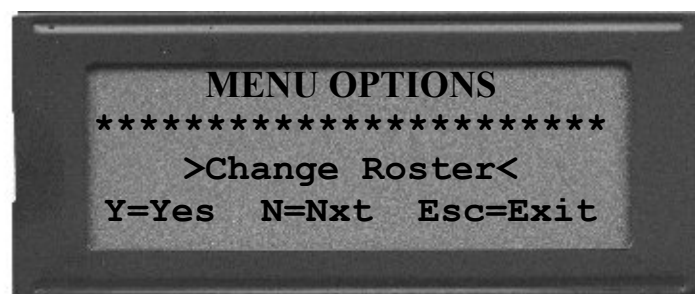 MENU OPTIONS
***********************
>Change Roster<
Y=Yes N=Nxt Esc=Exit